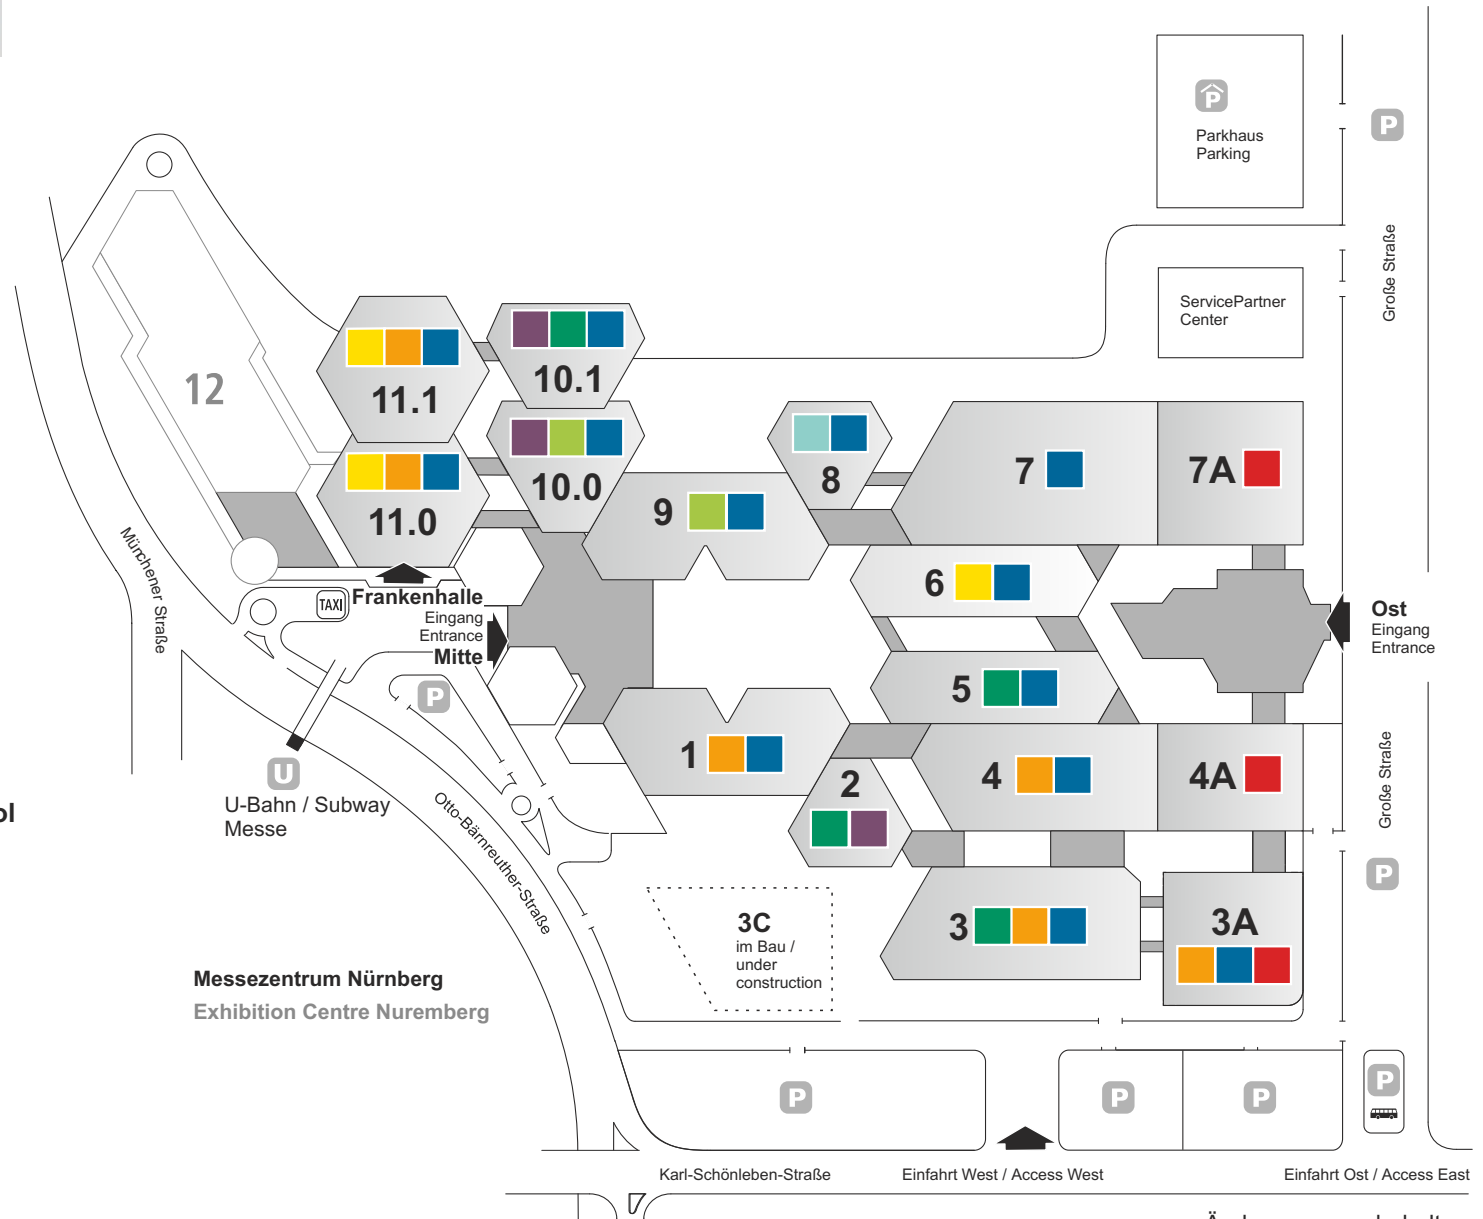 P
Parkhaus
Parking
P
Große Straße
ServicePartner
Center
12
11.1
10.1
10.0
11.0
9
8
7
7A
6
5
Münchener Straße
TAXI
Frankenhalle
Eingang
Entrance
Mitte
P
Ost
Eingang
Entrance
1
2
4
4A
Große Straße
U
U-Bahn / Subway
Messe
Otto-Bärnreuther-Straße
ol
P
3C
im Bau /
under
construction
3
3A
Messezentrum Nürnberg
Exhibition Centre Nuremberg
P
P
P
P
Karl-Schönleben-Straße
Einfahrt West / Access West
Einfahrt Ost / Access East